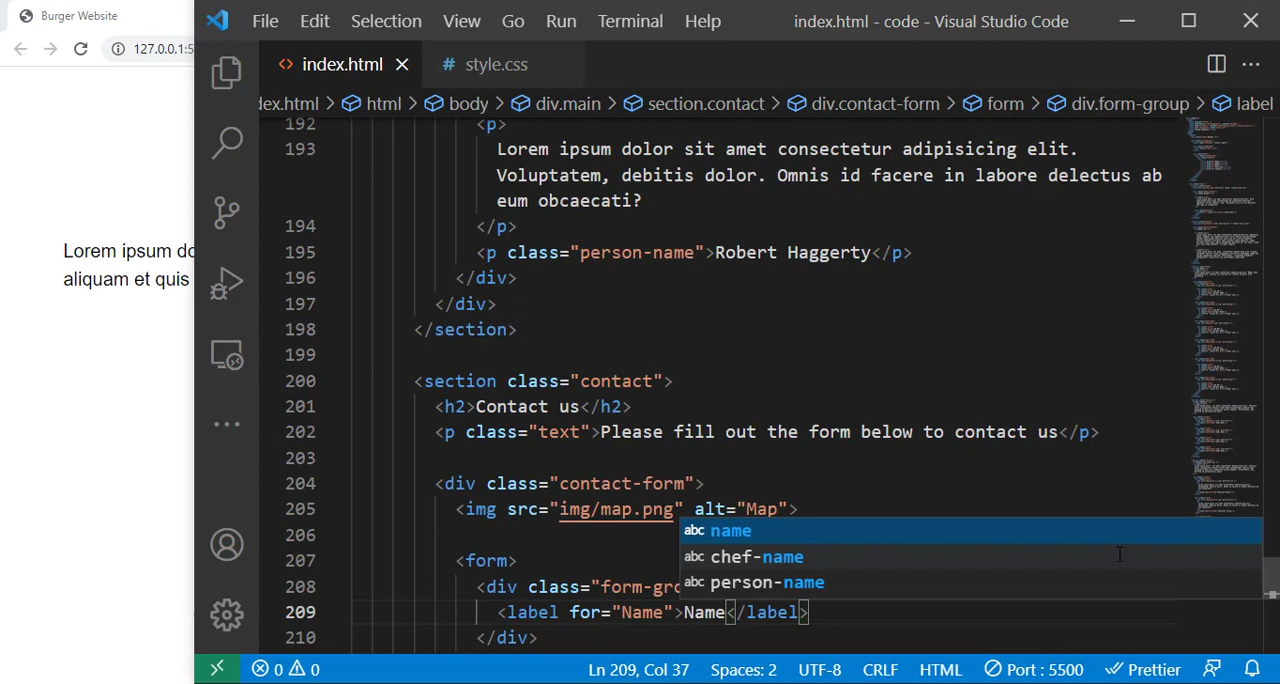 Burger Website
File Edit Selection View Go Run Terminal Help index.html - code - Visual Studio Code
127.0.0.1:5
index.html # style.css
dex.html > html > body > div.main > section.contact > div.contact-form > form > div.form-group > label
192 <p>
193 Lorem ipsum dolor sit amet consectetur adipisicing elit.
Voluptatem, debitis dolor. Omnis id facere in labore delectus ab
eum obcaecati?
194 </p>
195 <p class="person-name">Robert Haggerty</p>
196 </div>
197 </div>
198 </section>
199
200 <section class="contact">
201 <h2>Contact us</h2>
202 <p class="text">Please fill out the form below to contact us</p>
203
204 <div class="contact-form">
205 <img src="img/map.png" alt="Map">
206
207 <form>
208 <div class="form-gro
209 <label for="Name">Name</label>
210 </div>
abc name
abc chef-name
abc person-name
Lorem ipsum do
aliquam et quis
0 0 Ln 209, Col 37 Spaces: 2 UTF-8 CRLF HTML Port : 5500 Prettier